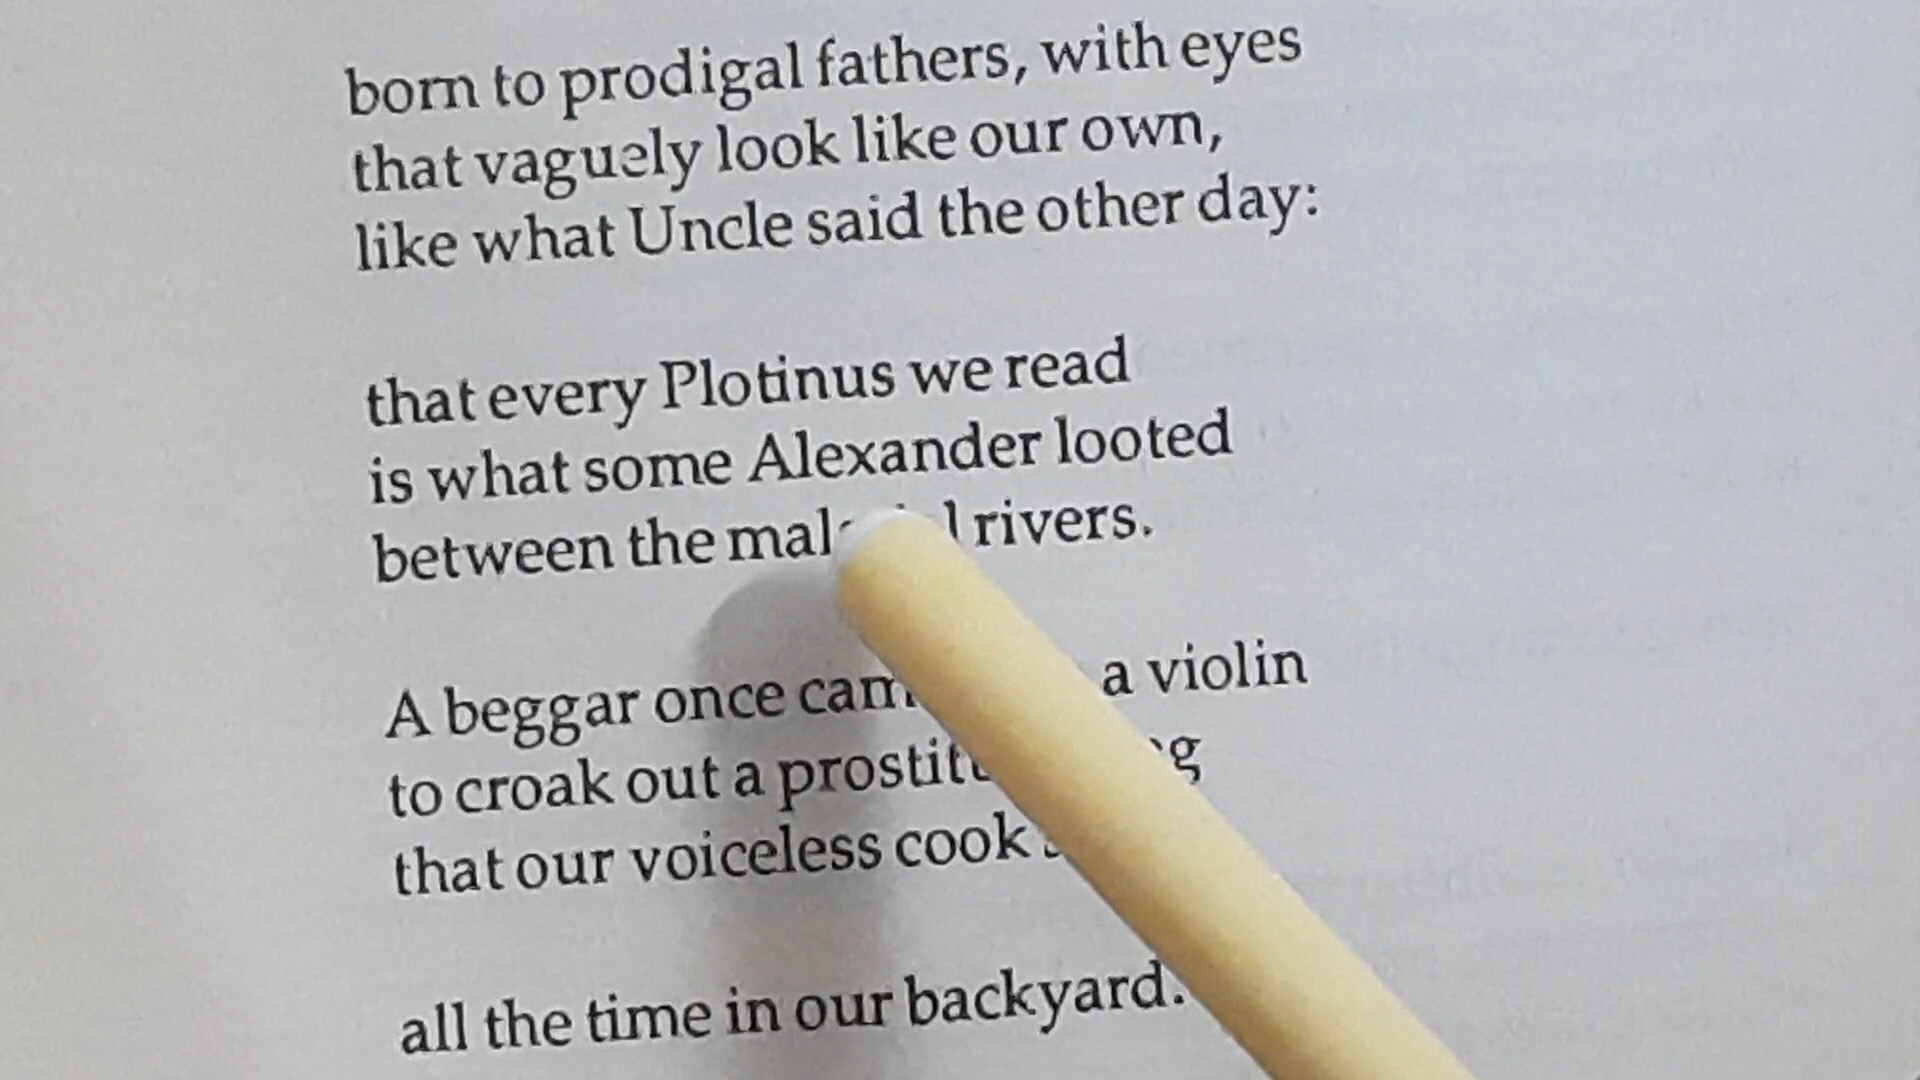 born to prodigal fathers, with eyes
that vaguely look like our own,
like what Uncle said the other day:
that every Plotinus we read
is what some Alexander looted
between the rivers.
A beggar once a violin
to croak out a
that our voiceless cook
all the time in our backyard.